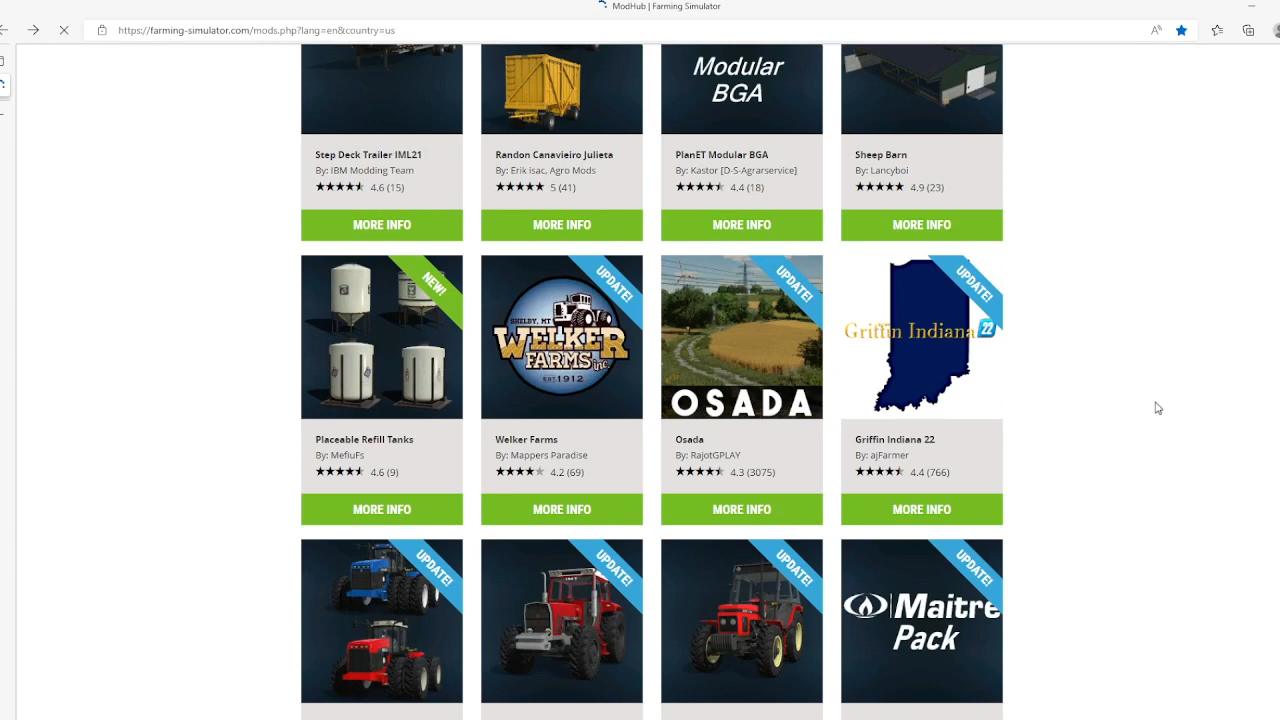 ModHub | Farming Simulator
https://farming-simulator.com/mods.php?lang=en&country=us
Modular
BGA
Step Deck Trailer IML21
By: IBM Modding Team
4.6 (15)
MORE INFO
Randon Canavieiro Julieta
By: Erik isac, Agro Mods
5 (41)
MORE INFO
PlanET Modular BGA
By: Kastor [D-S-Agrarservice]
4.4 (18)
MORE INFO
Sheep Barn
By: Lancyboi
4.9 (23)
MORE INFO
NEW!
Placeable Refill Tanks
By: MefiuFs
4.6 (9)
MORE INFO
UPDATE!
SHELBY, MT
WELKER
FARMS inc.
EST. 1912
Welker Farms
By: Mappers Paradise
4.2 (69)
MORE INFO
UPDATE!
OSADA
Osada
By: RajotGPLAY
4.3 (3075)
MORE INFO
UPDATE!
Griffin Indiana 22
Griffin Indiana 22
By: ajFarmer
4.4 (766)
MORE INFO
UPDATE!
UPDATE!
UPDATE!
UPDATE!
Maitre
Pack